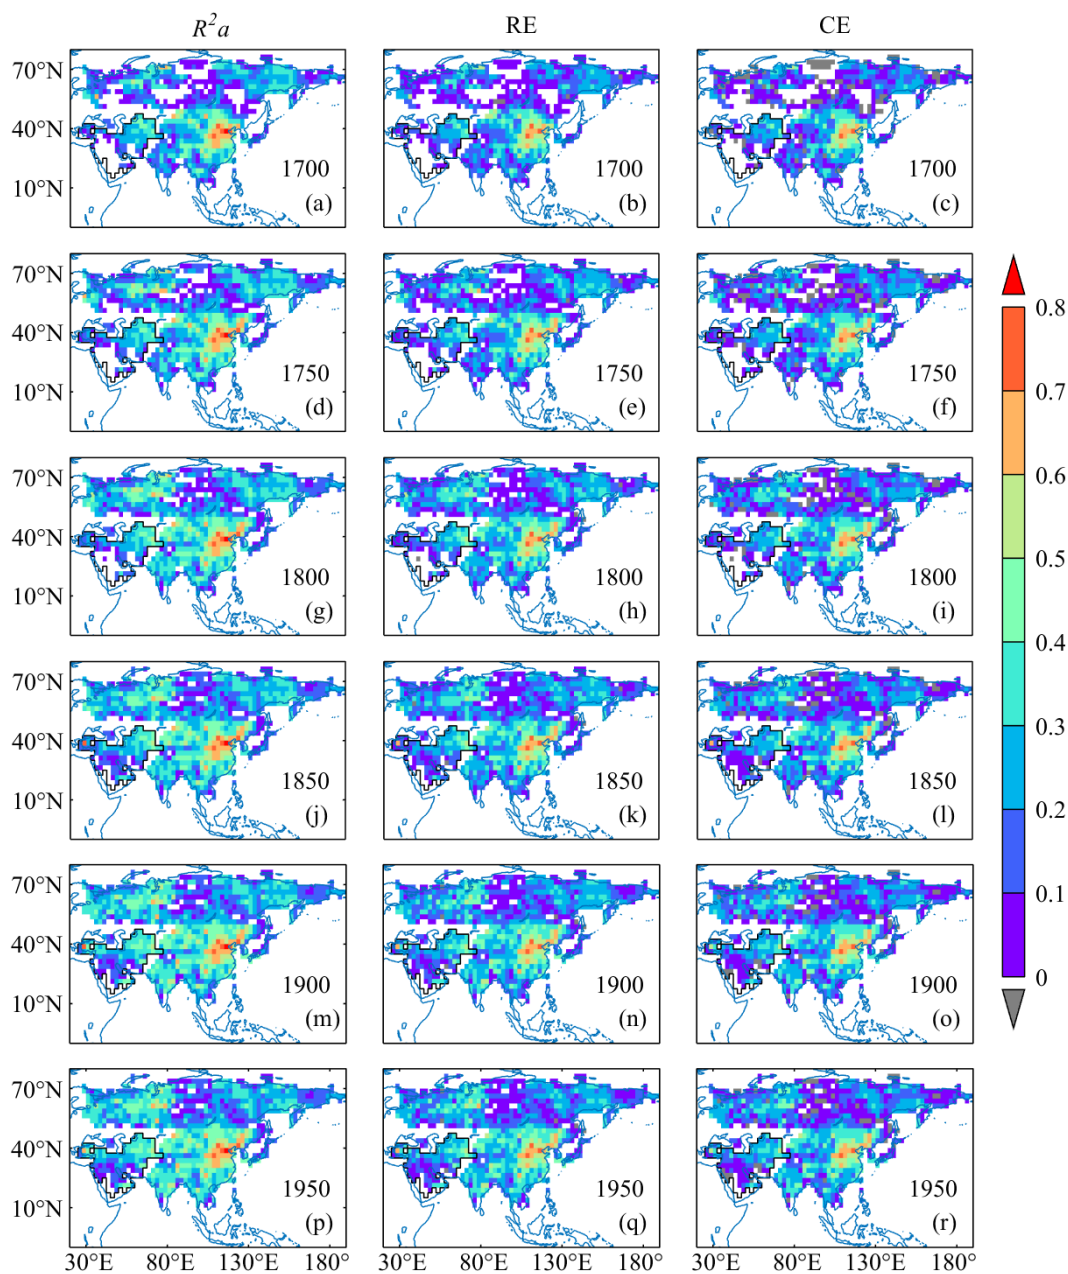 R²a RE CE
70°N
40°N
10°N
1700 1700 1700
(a) (b) (c)
70°N
40°N
10°N
1750 1750 1750
(d) (e) (f)
70°N
40°N
10°N
1800 1800 1800
(g) (h) (i)
70°N
40°N
10°N
1850 1850 1850
(j) (k) (l)
70°N
40°N
10°N
1900 1900 1900
(m) (n) (o)
70°N
40°N
10°N
1950 1950 1950
(p) (q) (r)
30°E 80°E 130°E 180° 30°E 80°E 130°E 180° 30°E 80°E 130°E 180°
0.8
0.7
0.6
0.5
0.4
0.3
0.2
0.1
0